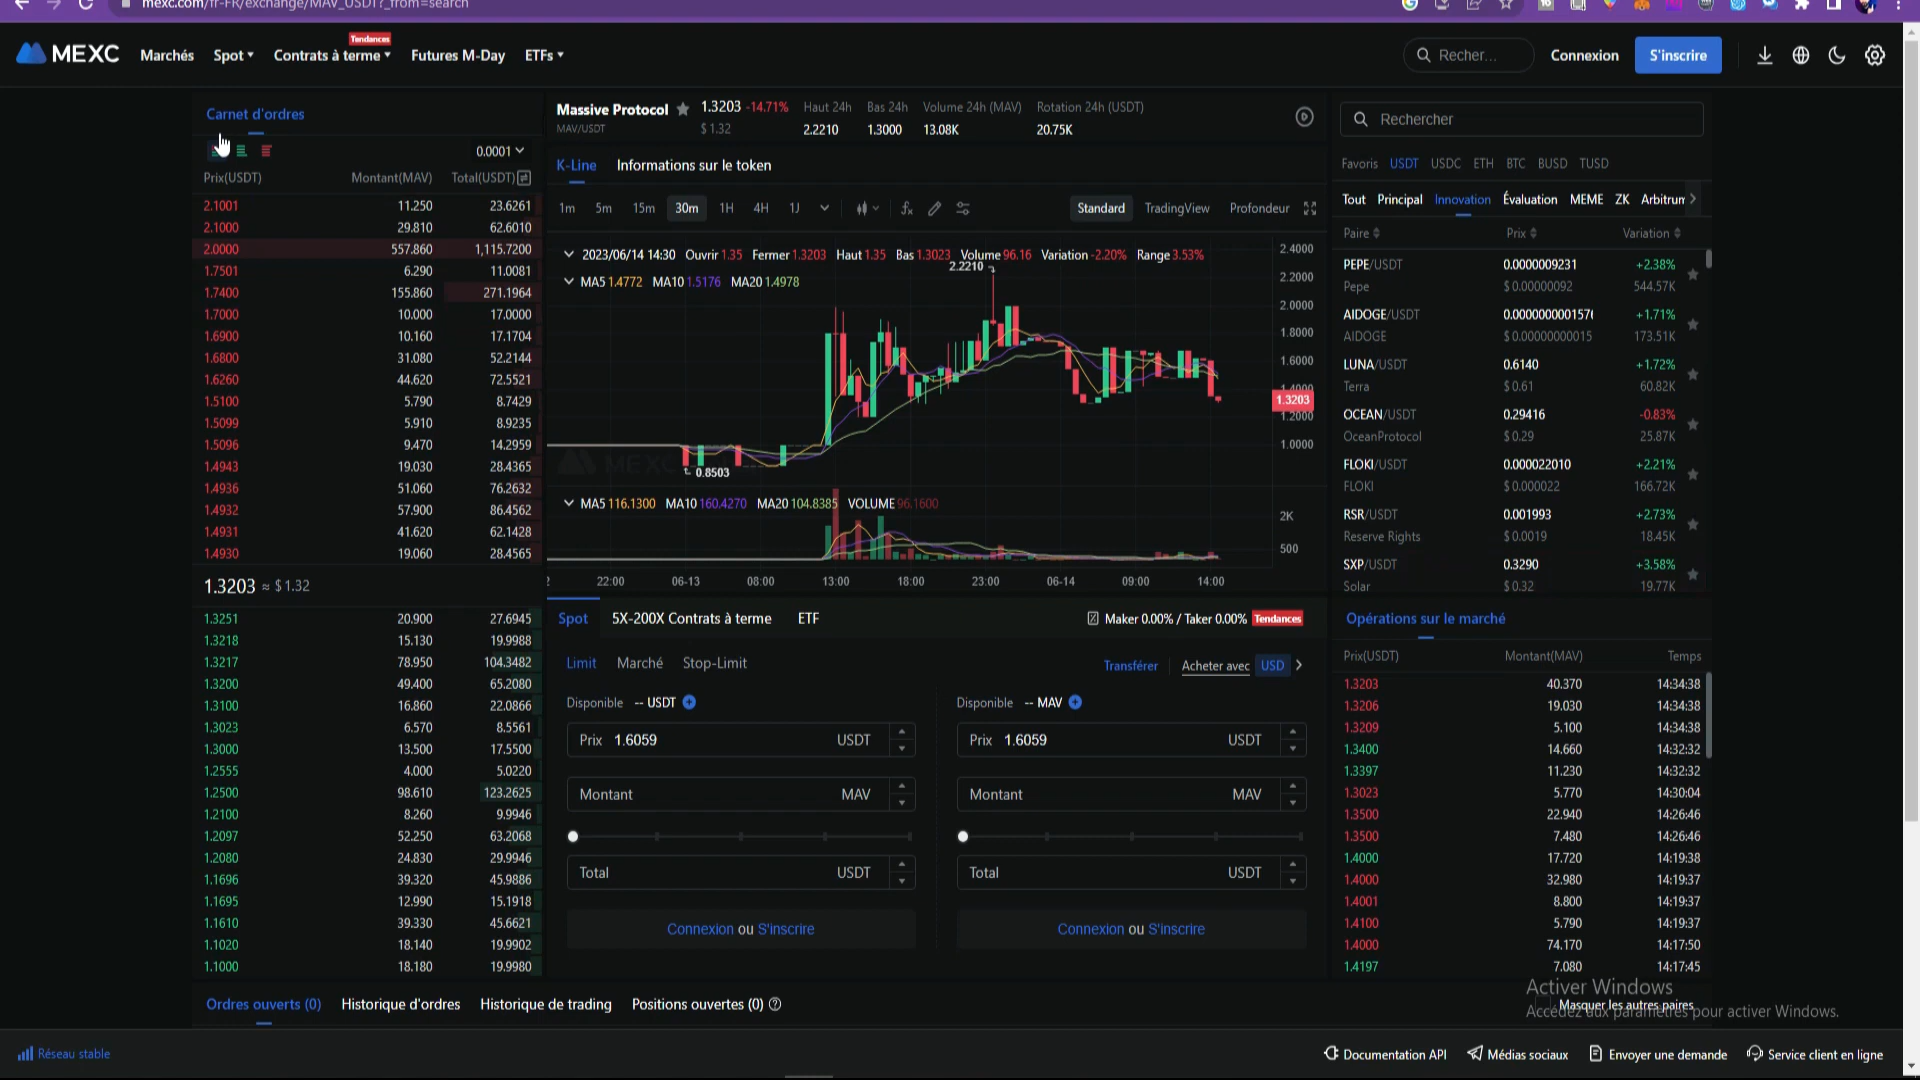 mexc.com/fr-FR/exchange/MAV_USDT?_from=search
MEXC Marchés Spot Contrats à terme Tendances Futures M-Day ETFs Recher... Connexion S'inscrire
Carnet d'ordres
0.0001
Prix(USDT) Montant(MAV) Total(USDT)
2.1001 11.250 23.6261
2.1000 29.810 62.6010
2.0000 557.860 1,115.7200
1.7501 6.290 11.0081
1.7400 155.860 271.1964
1.7000 10.000 17.0000
1.6900 10.160 17.1704
1.6800 31.080 52.2144
1.6260 44.620 72.5521
1.5100 5.790 8.7429
1.5099 5.910 8.9235
1.5096 9.470 14.2959
1.4943 19.030 28.4365
1.4936 51.060 76.2632
1.4932 57.900 86.4562
1.4931 41.620 62.1428
1.4930 19.060 28.4565
1.3203 ≈ $ 1.32
1.3251 20.900 27.6945
1.3218 15.130 19.9988
1.3217 78.950 104.3482
1.3200 49.400 65.2080
1.3100 16.860 22.0866
1.3023 6.570 8.5561
1.3000 13.500 17.5500
1.2555 4.000 5.0220
1.2500 98.610 123.2625
1.2100 8.260 9.9946
1.2097 52.250 63.2068
1.2080 24.830 29.9946
1.1696 39.320 45.9886
1.1695 12.990 15.1918
1.1610 39.330 45.6621
1.1020 18.140 19.9902
1.1000 18.180 19.9980
Massive Protocol 1.3203 -14.71% Haut 24h Bas 24h Volume 24h (MAV) Rotation 24h (USDT)
MAV/USDT $ 1.32 2.2210 1.3000 13.08K 20.75K
K-Line Informations sur le token
1m 5m 15m 30m 1H 4H 1J Standard TradingView Profondeur
2023/06/14 14:30 Ouvrir 1.35 Fermer 1.3203 Haut 1.35 Bas 1.3023 Volume 96.16 Variation -2.20% Range 3.53%
MA5 1.4772 MA10 1.5176 MA20 1.4978
2.2210
0.8503
MEXC
2.4000
2.2000
2.0000
1.8000
1.6000
1.4000
1.3203
1.2000
1.0000
MA5 116.1300 MA10 160.4270 MA20 104.8385 VOLUME 96.1600
2K
500
22:00 06-13 08:00 13:00 18:00 23:00 06-14 09:00 14:00
Spot 5X-200X Contrats à terme ETF Maker 0.00% / Taker 0.00% Tendances
Limit Marché Stop-Limit Transférer Acheter avec USD
Disponible -- USDT Disponible -- MAV
Prix 1.6059 USDT Prix 1.6059 USDT
Montant MAV Montant MAV
Total USDT Total USDT
Connexion ou S'inscrire Connexion ou S'inscrire
Rechercher
Favoris USDT USDC ETH BTC BUSD TUSD
Tout Principal Innovation Évaluation MEME ZK Arbitrum
Paire Prix Variation
PEPE/USDT 0.0000009231 +2.38%
Pepe $ 0.00000092 544.57K
AIDOGE/USDT 0.0000000001576 +1.71%
AIDOGE $ 0.00000000015 173.51K
LUNA/USDT 0.6140 +1.72%
Terra $ 0.61 60.82K
OCEAN/USDT 0.29416 -0.83%
OceanProtocol $ 0.29 25.87K
FLOKI/USDT 0.000022010 +2.21%
FLOKI $ 0.000022 166.72K
RSR/USDT 0.001993 +2.73%
Reserve Rights $ 0.0019 18.45K
SXP/USDT 0.3290 +3.58%
Solar $ 0.32 19.77K
Opérations sur le marché
Prix(USDT) Montant(MAV) Temps
1.3203 40.370 14:34:38
1.3206 19.030 14:34:38
1.3209 5.100 14:34:38
1.3400 14.660 14:32:32
1.3397 11.230 14:32:32
1.3023 5.770 14:30:04
1.3500 22.940 14:26:46
1.3500 7.480 14:26:46
1.4000 17.720 14:19:38
1.4000 32.980 14:19:37
1.4001 8.800 14:19:37
1.4100 5.790 14:19:37
1.4000 74.170 14:17:50
1.4197 7.080 14:17:45
Ordres ouverts (0) Historique d'ordres Historique de trading Positions ouvertes (0) Masquer les autres paires
Activer Windows
Accédez aux paramètres pour activer Windows.
Réseau stable Documentation API Médias sociaux Envoyer une demande Service client en ligne